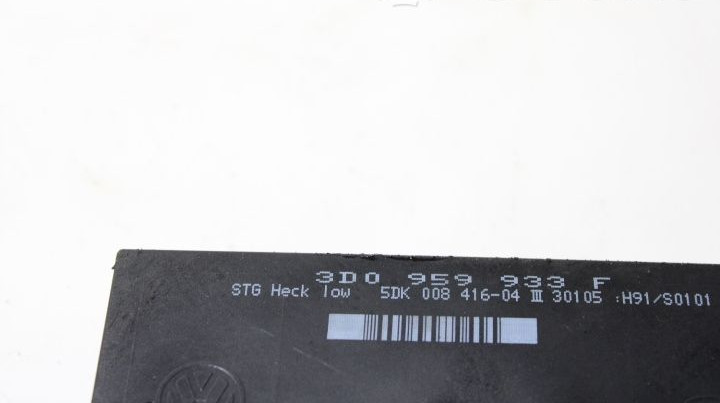 3D0 959 933 F
STG Heck low 5DK 008 416-04 III 30105 :H91/S0101